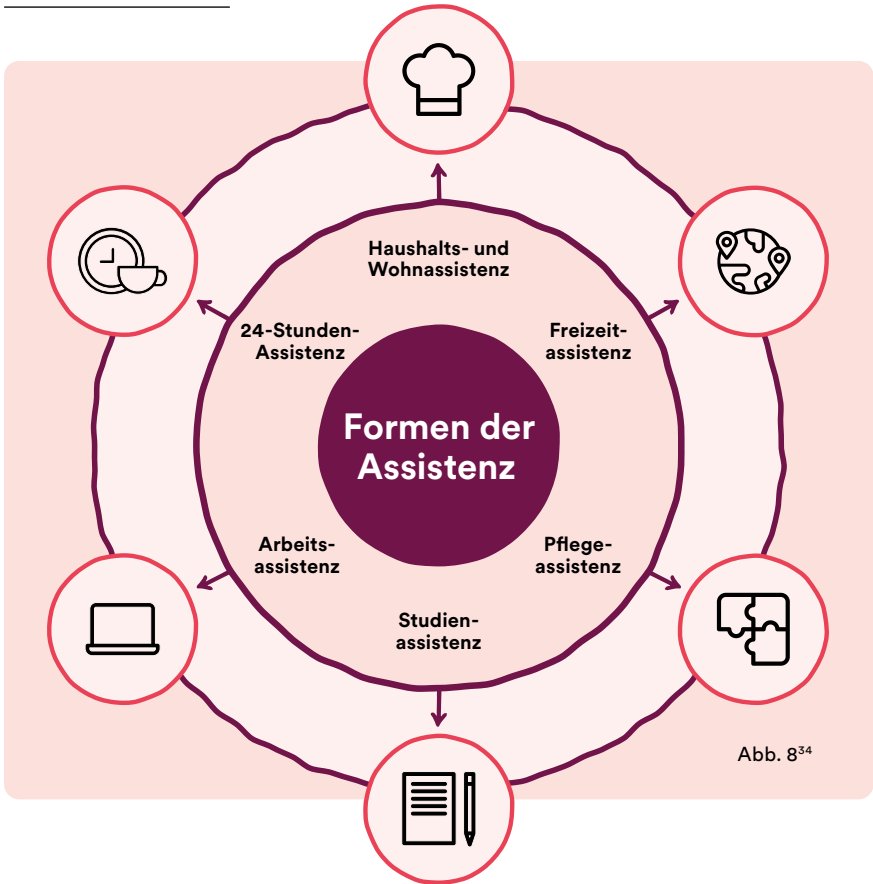 Haushalts- und
Wohnassistenz
24-Stunden-
Assistenz
Freizeit-
assistenz
Formen der
Assistenz
Arbeits-
assistenz
Pflege-
assistenz
Studien-
assistenz
Abb. 8³⁴